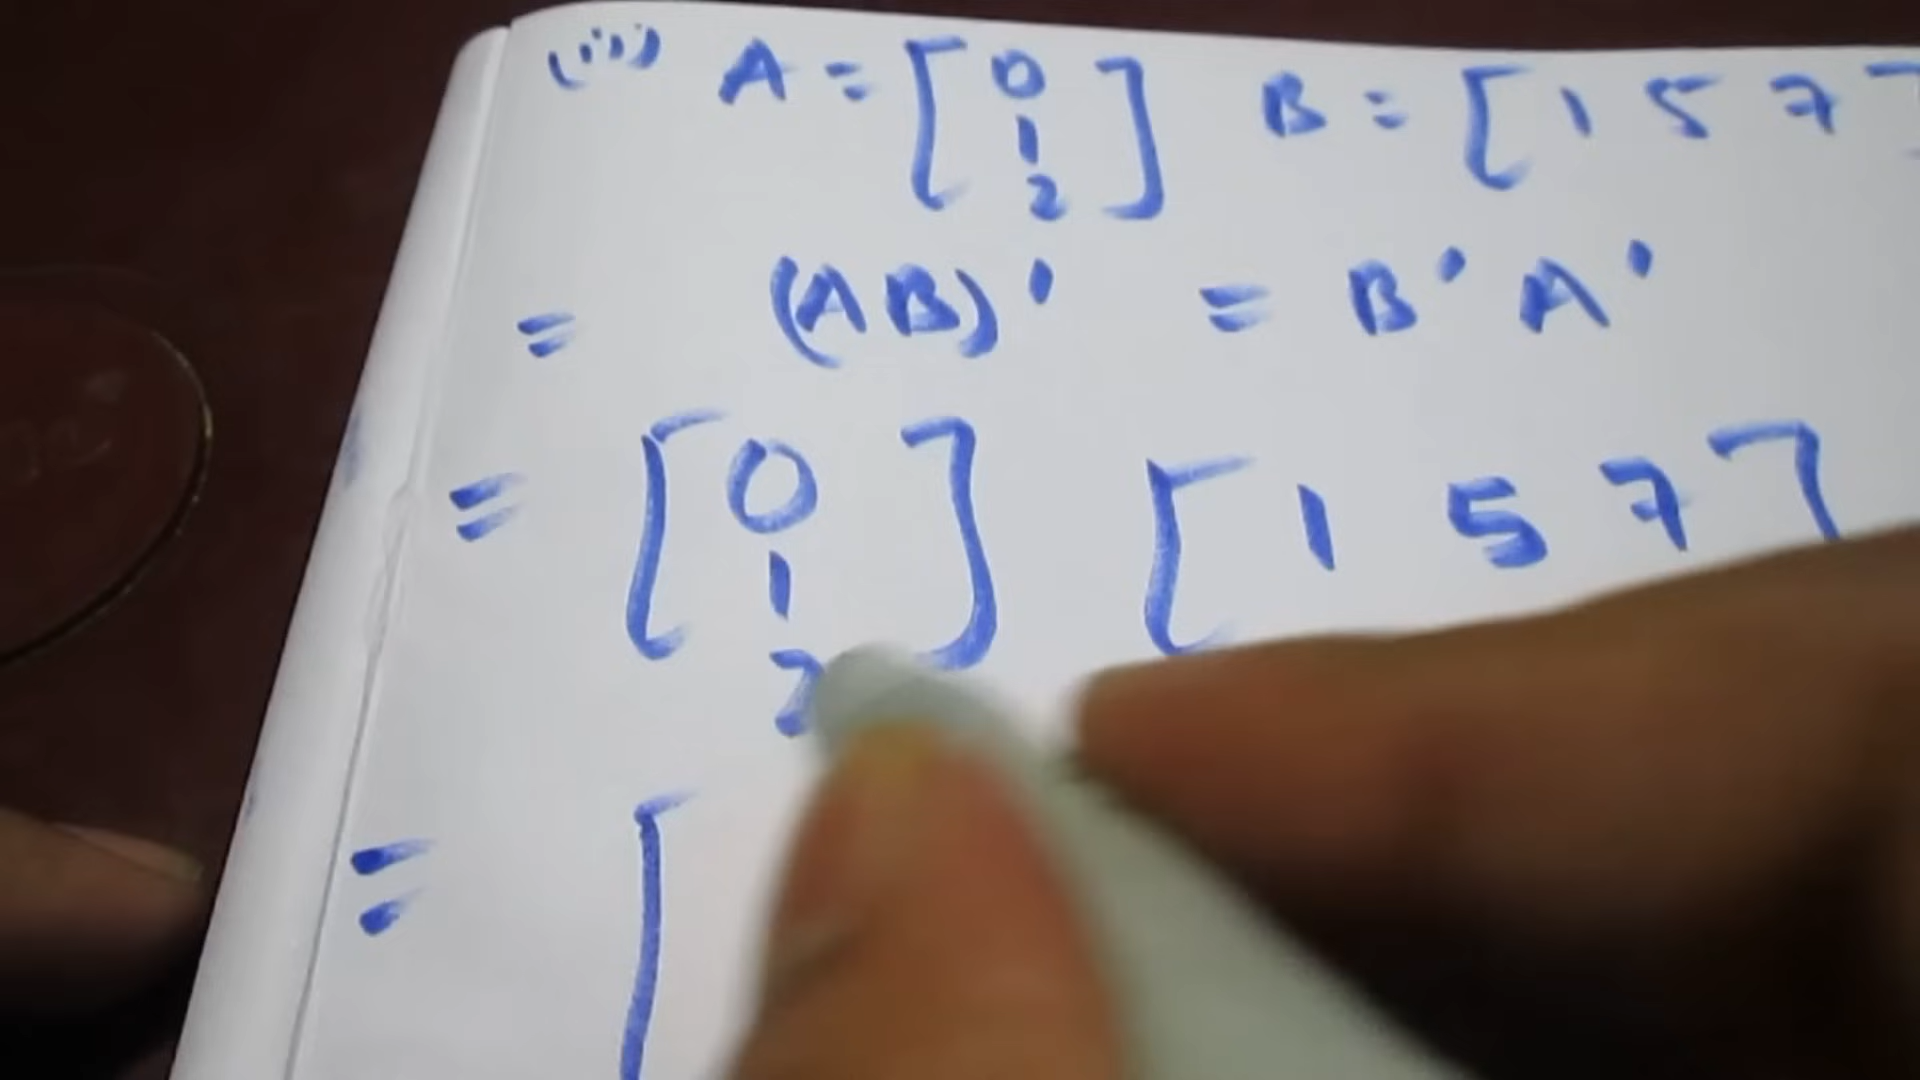 (ii) A = [ 0 ] B = [ 1 5 7 ]
1
2
= (AB)' = B' A'
= [ 0 ] [ 1 5 7 ]
1
2
= [